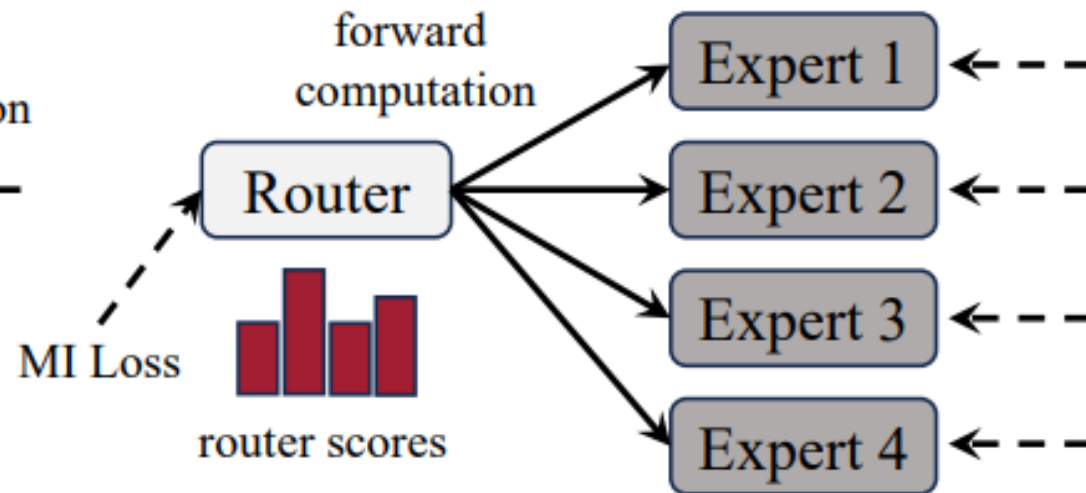 forward
computation
Router
MI Loss
router scores
Expert 1
Expert 2
Expert 3
Expert 4